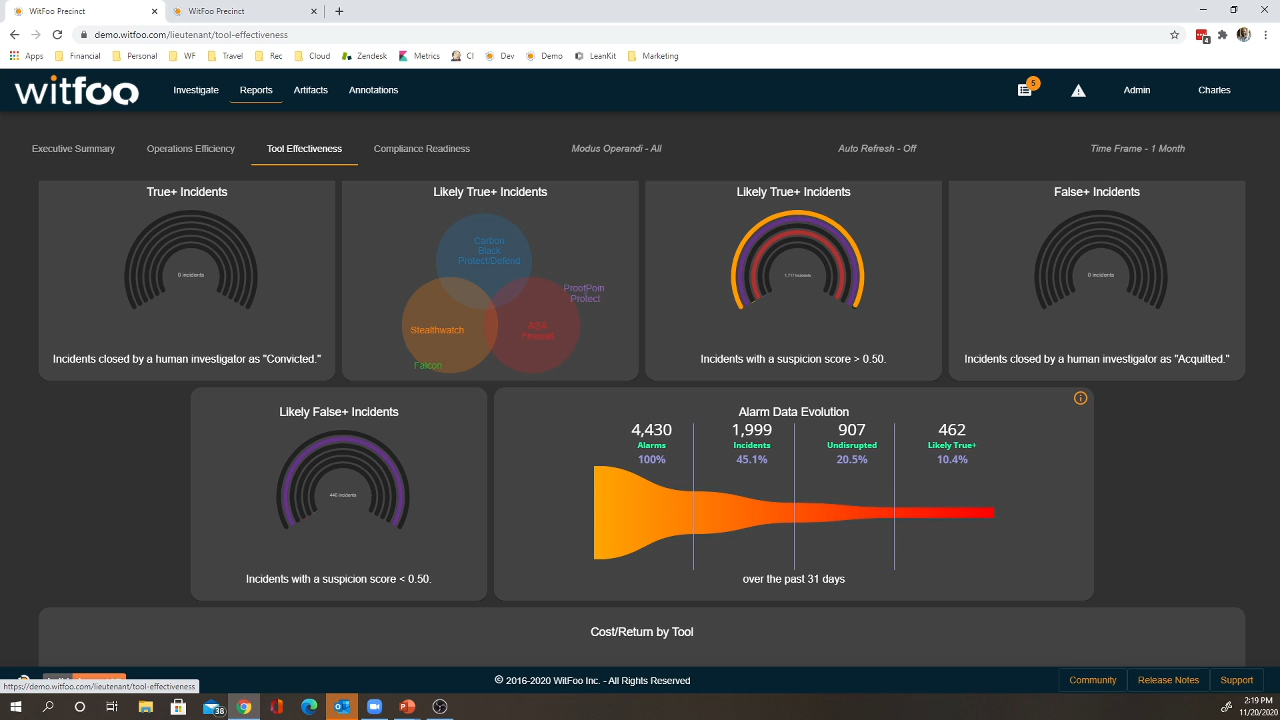 WitFoo Precinct
WitFoo Precinct
demo.witfoo.com/lieutenant/tool-effectiveness
4
Apps
Financial
Personal
WF
Travel
Rec
Cloud
Zendesk
Metrics
CI
Dev
Demo
LeanKit
Marketing
witfoo
Investigate
Reports
Artifacts
Annotations
5
Admin
Charles
Executive Summary
Operations Efficiency
Tool Effectiveness
Compliance Readiness
Modus Operandi - All
Auto Refresh - Off
Time Frame - 1 Month
True+ Incidents
0 incidents
Incidents closed by a human investigator as "Convicted."
Likely True+ Incidents
Carbon
Black
Protect/Defend
ProofPoint
Protect
Stealthwatch
ASA
Firewall
Falcon
Likely True+ Incidents
1,717 incidents
Incidents with a suspicion score > 0.50.
False+ Incidents
0 incidents
Incidents closed by a human investigator as "Acquitted."
Likely False+ Incidents
Incidents with a suspicion score < 0.50.
Alarm Data Evolution
4,430
1,999
907
462
Alarms
Incidents
Undisrupted
Likely True+
100%
45.1%
20.5%
10.4%
over the past 31 days
Cost/Return by Tool
© 2016-2020 WitFoo Inc. - All Rights Reserved
Community
Release Notes
Support
https://demo.witfoo.com/lieutenant/tool-effectiveness
38
2:19 PM
11/20/2020